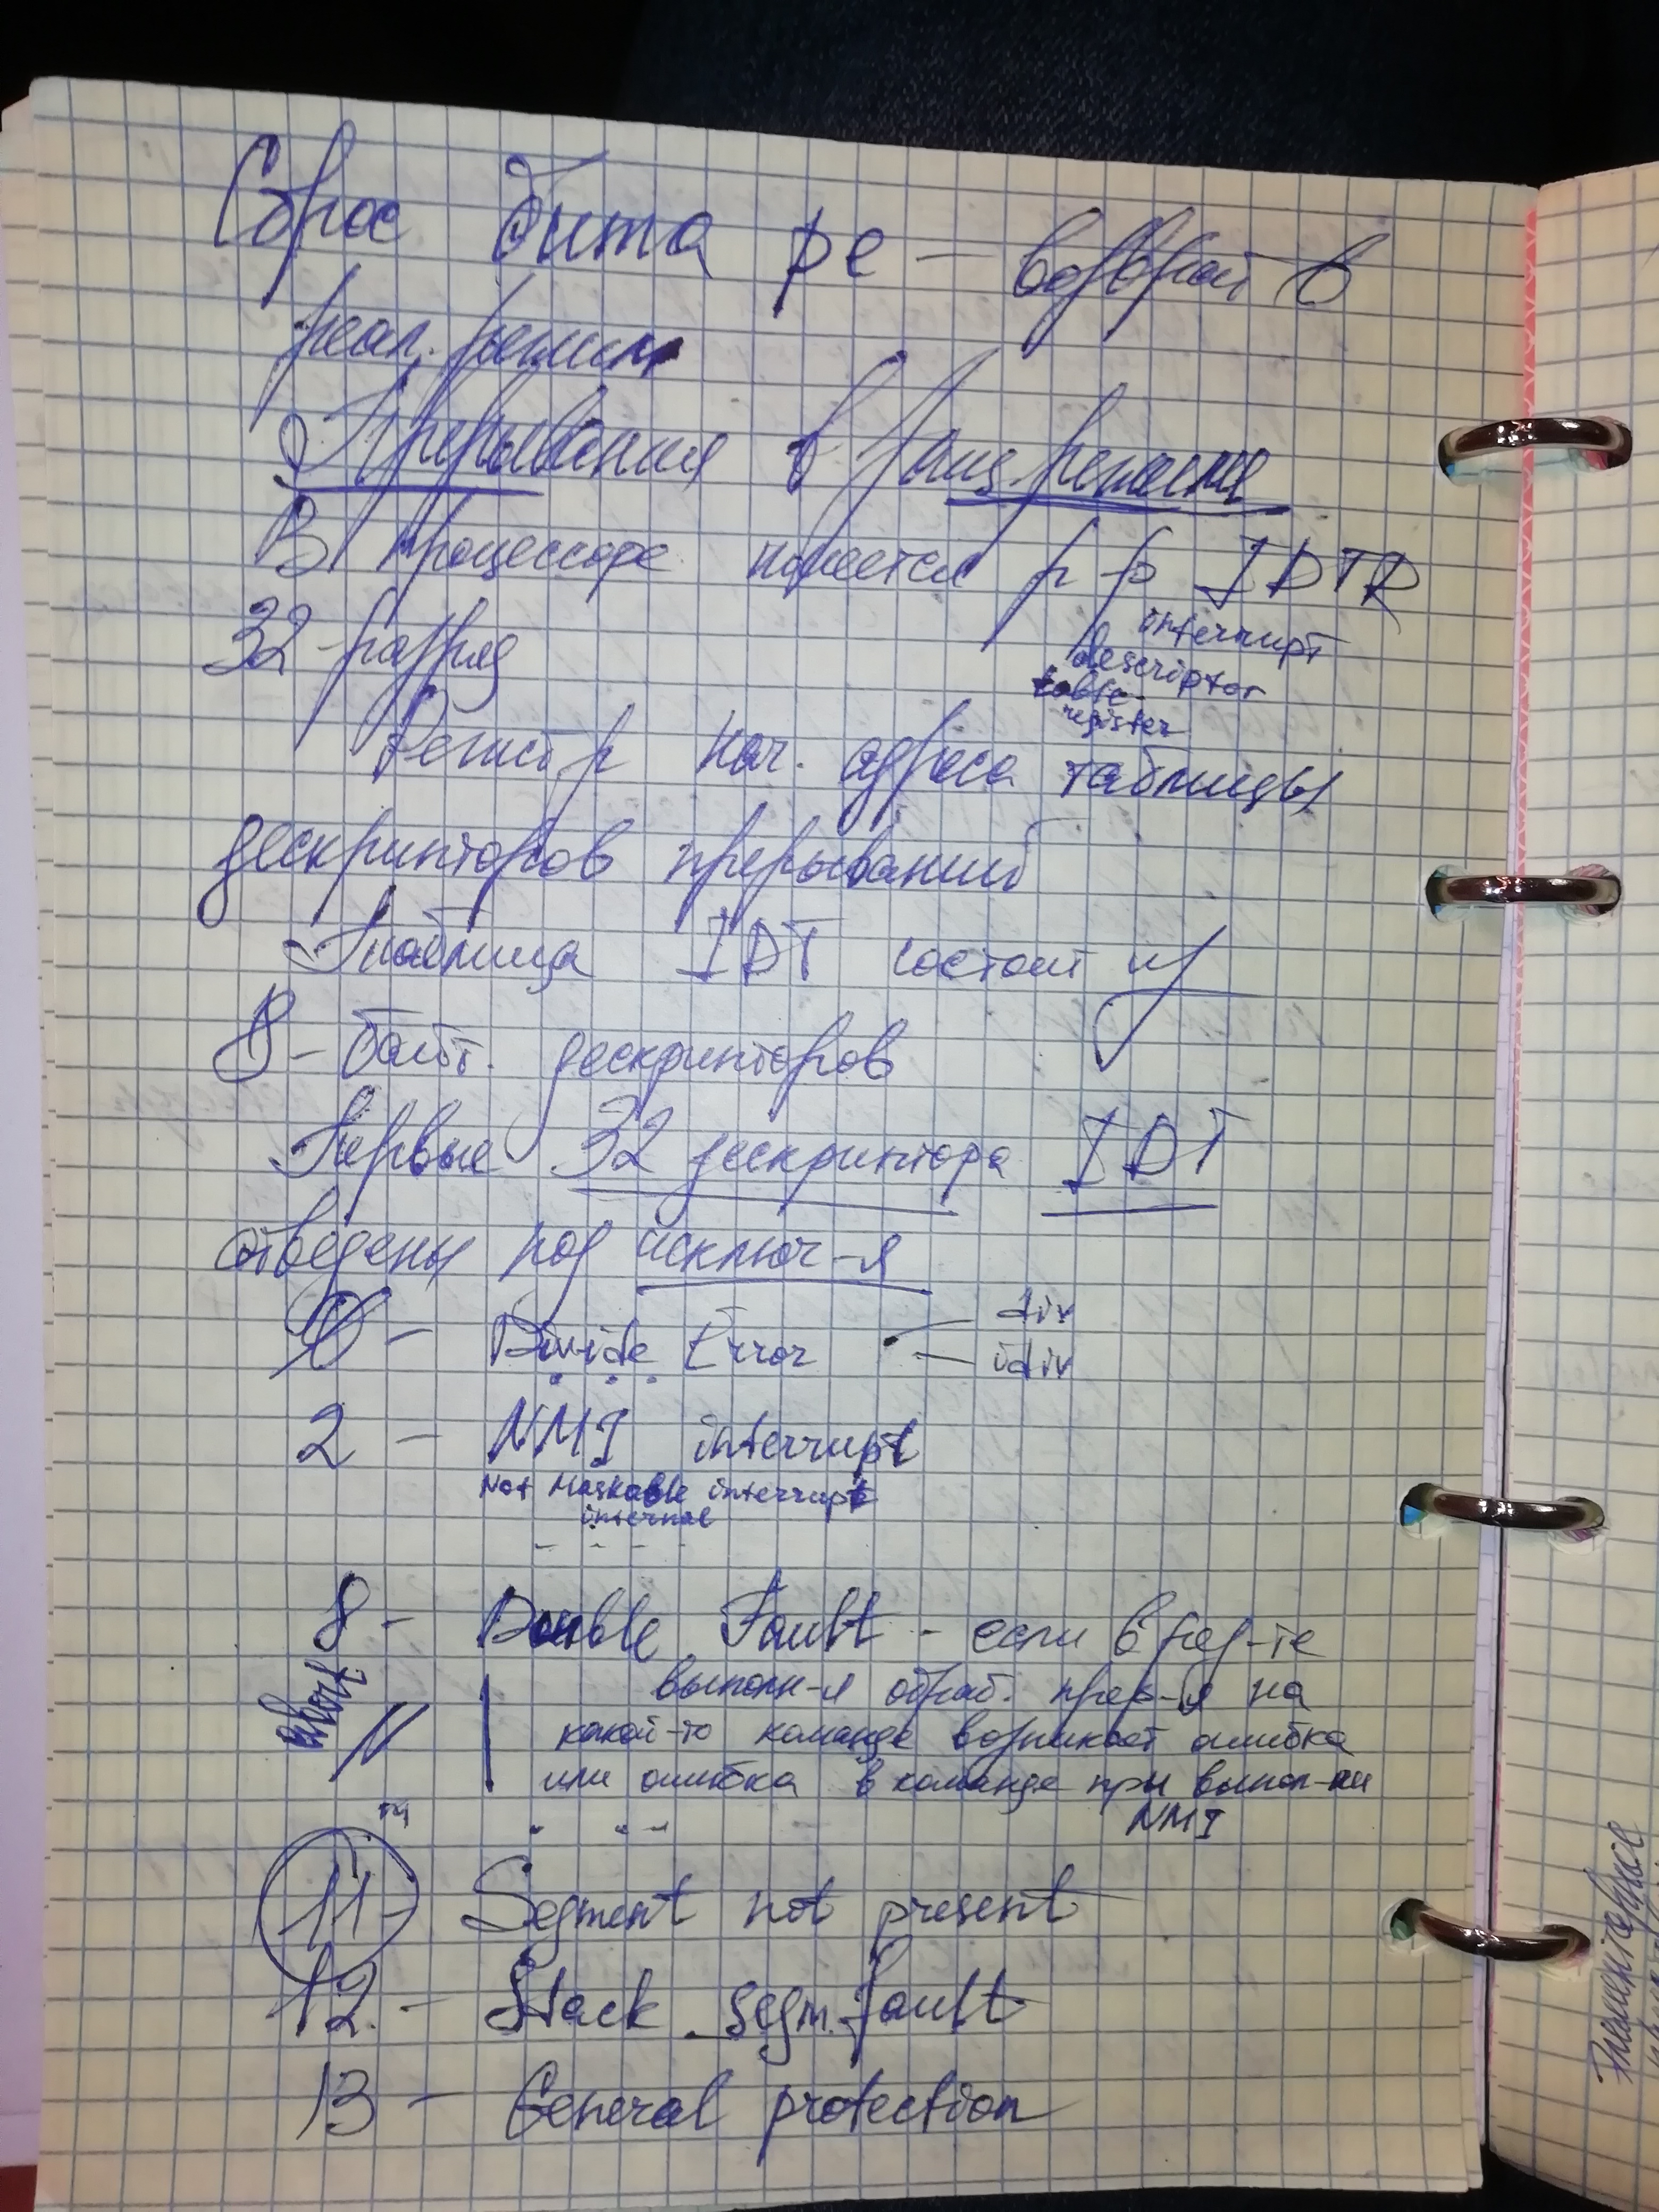 Сброс бита pe – возврат в
реал. режим
Прерывания в защ. режиме
В процессоре имеется р-р IDTR
interrupt
descriptor
table
register
32-разряд
Регистр нач. адреса таблицы
дескрипторов прерываний
Таблица IDT состоит из
8-байт. дескрипторов
Первые 32 дескриптора IDT
отведены под исключ-я
0 – Divide Error – div
– idiv
2 – NMI interrupt
Not Maskable interrupt
internal
8 – Double Fault – если в рез-те
abort
выполн-я обраб. прер-я на
какой-то команде возникает ошибка
или ошибка в команде при выпол-ии
NMI
11 – Segment not present
12. – Stack segm. fault
13 – General protection